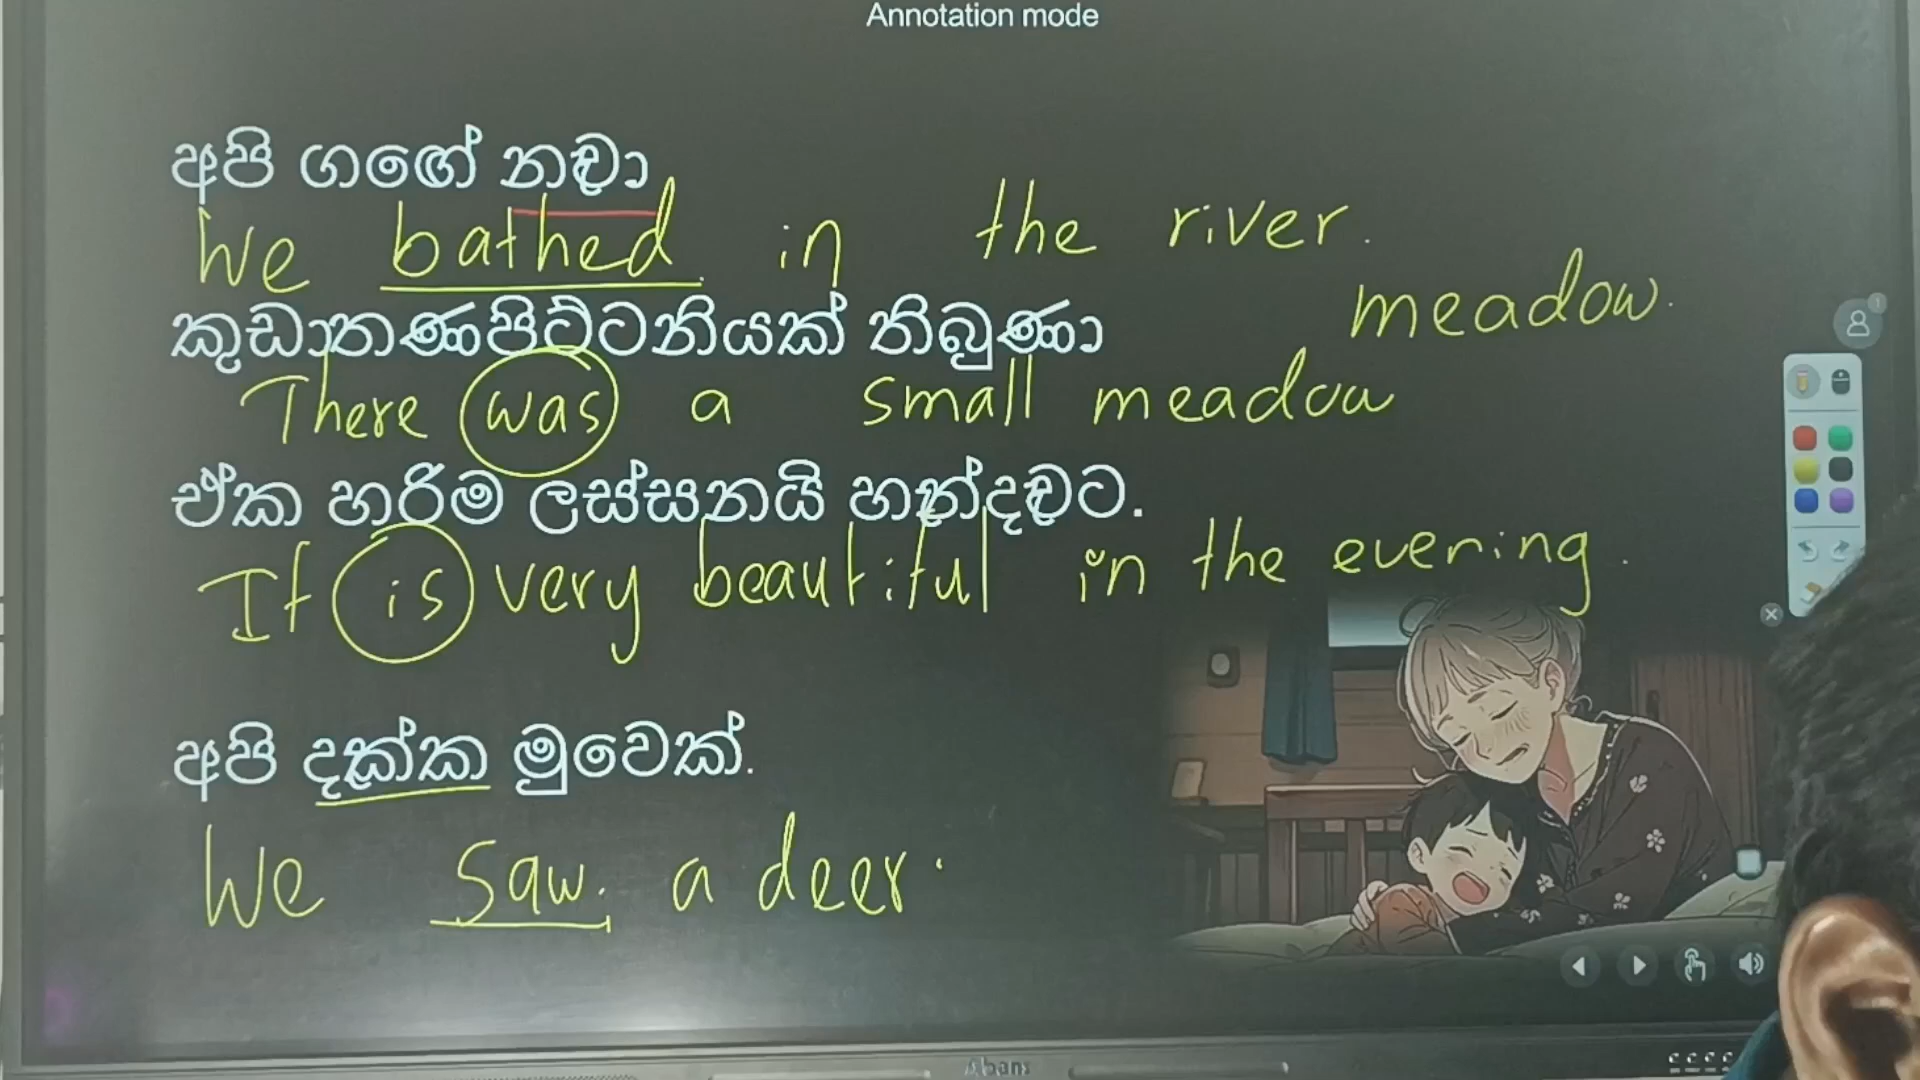 Annotation mode
අපි ගඟේ නෑවා
We bathed in the river.
meadow.
කුඩා තණපිට්ටනියක් තිබුණා
There was a small meadow
ඒක හරිම ලස්සනයි හැන්දෑවට.
It is very beautiful in the evening.
අපි දැක්ක මුවෙක්.
We saw a deer.
Abans